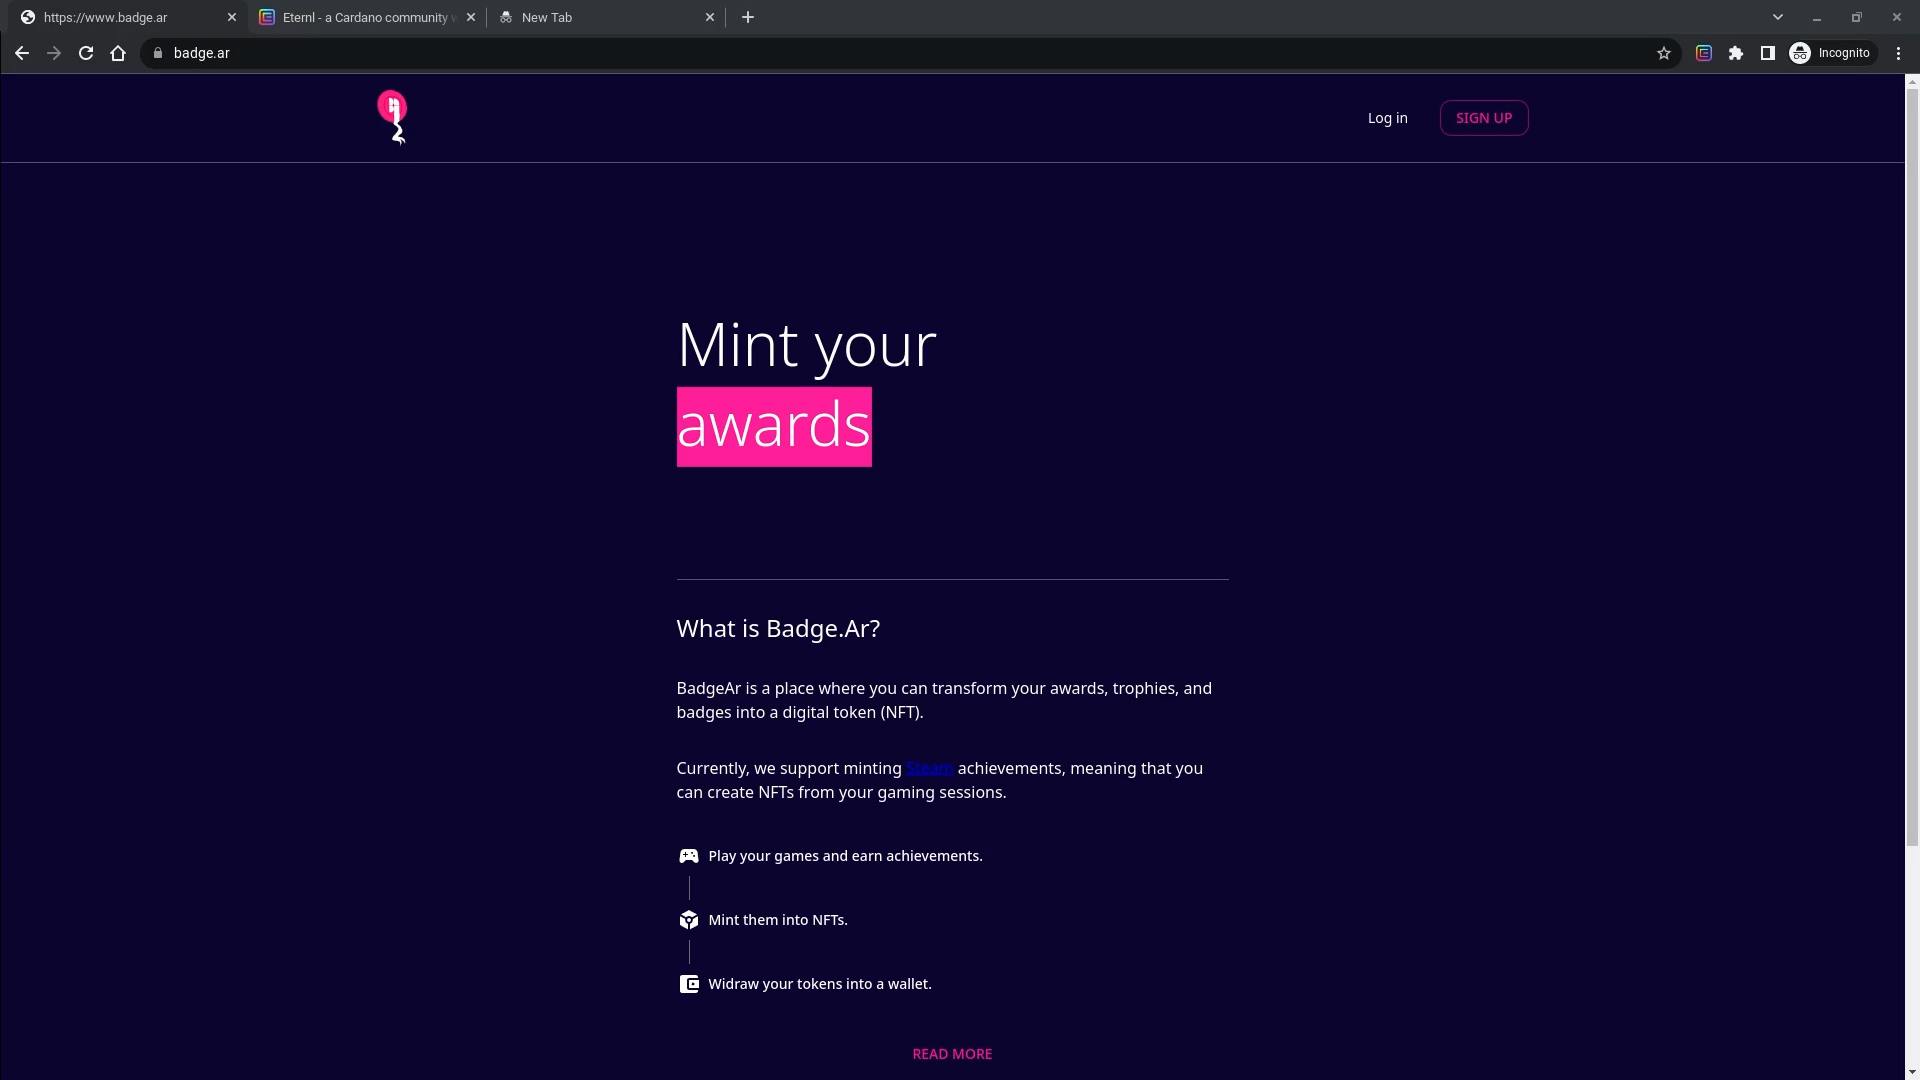 https://www.badge.ar
Eternl - a Cardano community
New Tab
badge.ar
Incognito
Log in
SIGN UP
Mint your
awards
What is Badge.Ar?
BadgeAr is a place where you can transform your awards, trophies, and
badges into a digital token (NFT).
Currently, we support minting Steam achievements, meaning that you
can create NFTs from your gaming sessions.
Play your games and earn achievements.
Mint them into NFTs.
Widraw your tokens into a wallet.
READ MORE